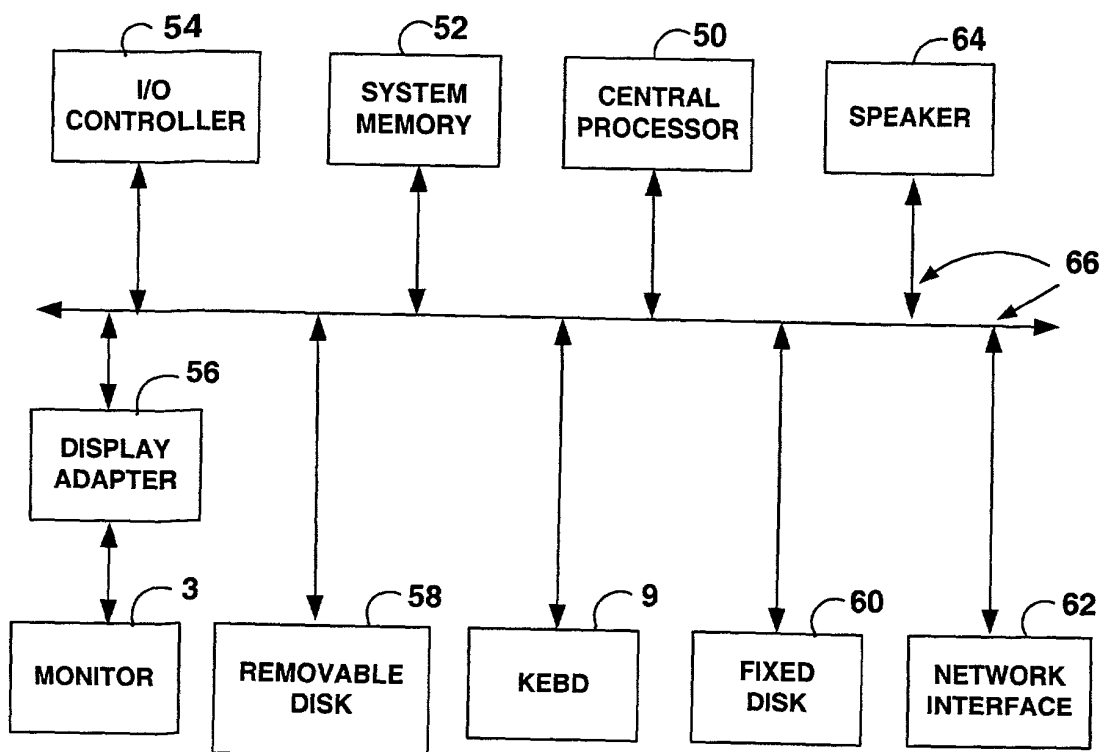 54
52
50
64
I/O
CONTROLLER
SYSTEM
MEMORY
CENTRAL
PROCESSOR
SPEAKER
66
56
DISPLAY
ADAPTER
3
58
9
60
62
MONITOR
REMOVABLE
DISK
KEBD
FIXED
DISK
NETWORK
INTERFACE